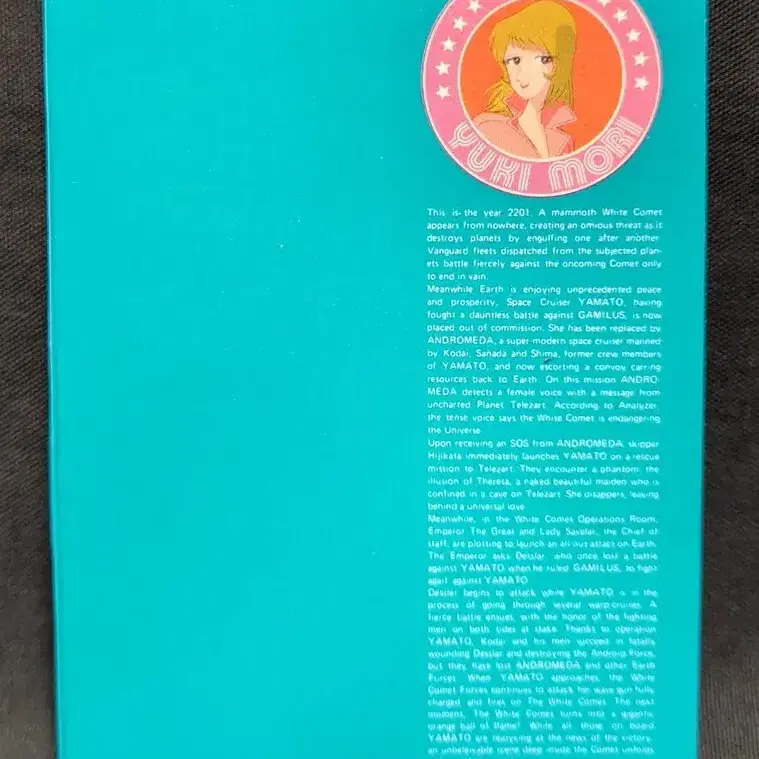 YUKI MORI
This is the year 2201. A mammoth White Comet
appears from nowhere, creating an omious threat as it
destroys planets by engulfing one after another.
Vanguard fleets dispatched from the subjected plan-
ets battle fiercely against the oncoming Comet only
to end in vain.
Meanwhile Earth is enjoying unprecedented peace
and prosperity, Space Cruiser YAMATO, having
fought a dauntless battle against GAMILUS, is now
placed out of commission. She has been replaced by
ANDROMEDA, a super modern space cruiser manned
by Kodai, Sanada and Shima, former crew members
of YAMATO, and now escorting a convoy carring
resources back to Earth. On this mission ANDRO-
MEDA detects a female voice with a message from
uncharted Planet Telezart. According to Analyzer,
the tense voice says the White Comet is endangering
the Universe.
Upon receiving an SOS from ANDROMEDA, skipper
Hijikata immediately launches YAMATO on a rescue
mission to Telezart. They encounter a phantom, the
illusion of Theresa, a naked beautiful maiden who is
confined in a cave on Telezart. She disappers, leaving
behind a universal love.
Meanwhile, in the White Comets Operations Room,
Emperor The Great and Lady Savelar, the Chief of
staff, are plotting to launch an all-out attact on Earth.
The Emperor asks Deislar, who once lost a battle
against YAMATO when he ruled GAMILUS, to fight
again against YAMATO.
Deslar begins to attack while YAMATO is in the
process of going through several warp-cruises. A
fierce battle ensues, with the honor of the fighting
men on both sides at stake. Thanks to operation
YAMATO, Kodai and his men succeed in fatally
wounding Desslar and destroying the Android Force,
but they have lost ANDROMEDA and other Earth
Forces. When YAMATO approaches, the White
Comet Forces continues to attack her wave gun fully
charged and fires on The White Comet. The next
moment, The White Comet turns into a gigantic
orange ball of flame! While all those on board
YAMATO are rejoycing at the news of the victory,
an unbeleivable scene deep inside the Comet unfolds